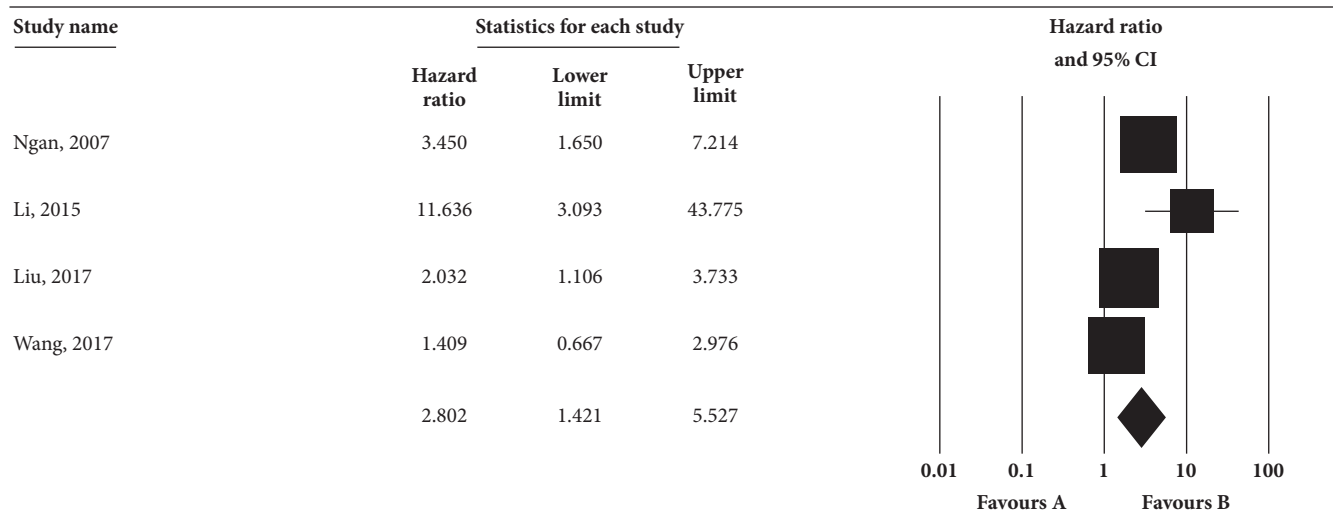 Study name Statistics for each study Hazard ratio
and 95% CI
Hazard ratio Lower limit Upper limit
Ngan, 2007 3.450 1.650 7.214
Li, 2015 11.636 3.093 43.775
Liu, 2017 2.032 1.106 3.733
Wang, 2017 1.409 0.667 2.976
2.802 1.421 5.527
0.01 0.1 1 10 100
Favours A Favours B